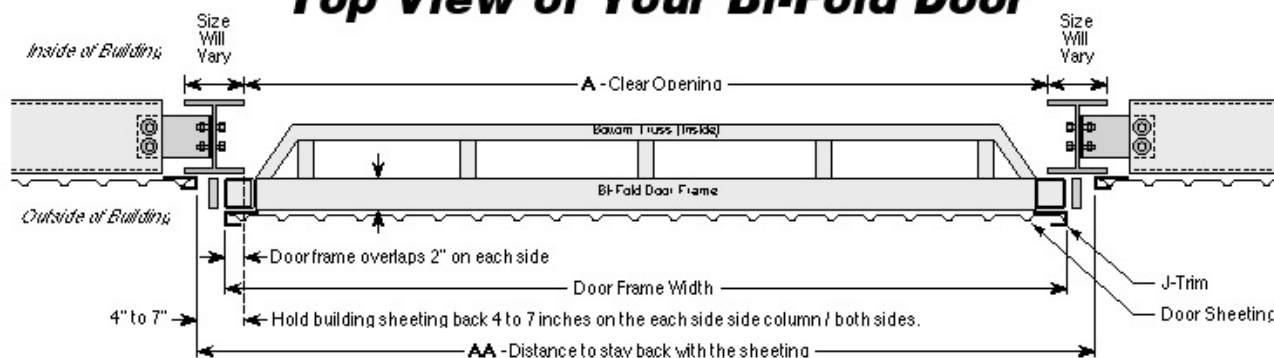 Top View of Your Bi-Fold Door
Size
Will
Vary
Size
Will
Vary
Inside of Building
A - Clear Opening
Bottom Truss (Inside)
Bi-Fold Door Frame
Outside of Building
Door frame overlaps 2" on each side
J-Trim
Door Frame Width
Door Sheeting
4" to 7"
Hold building sheeting back 4 to 7 inches on the each side side column / both sides.
AA - Distance to stay back with the sheeting